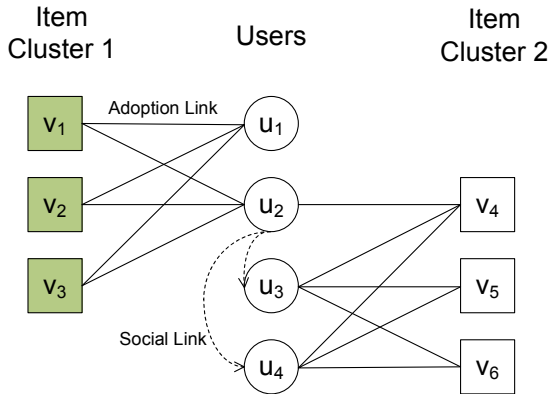 Item
Cluster 1
Users
Item
Cluster 2
Adoption Link
v1
u1
v2
u2
v4
v3
u3
v5
Social Link
u4
v6